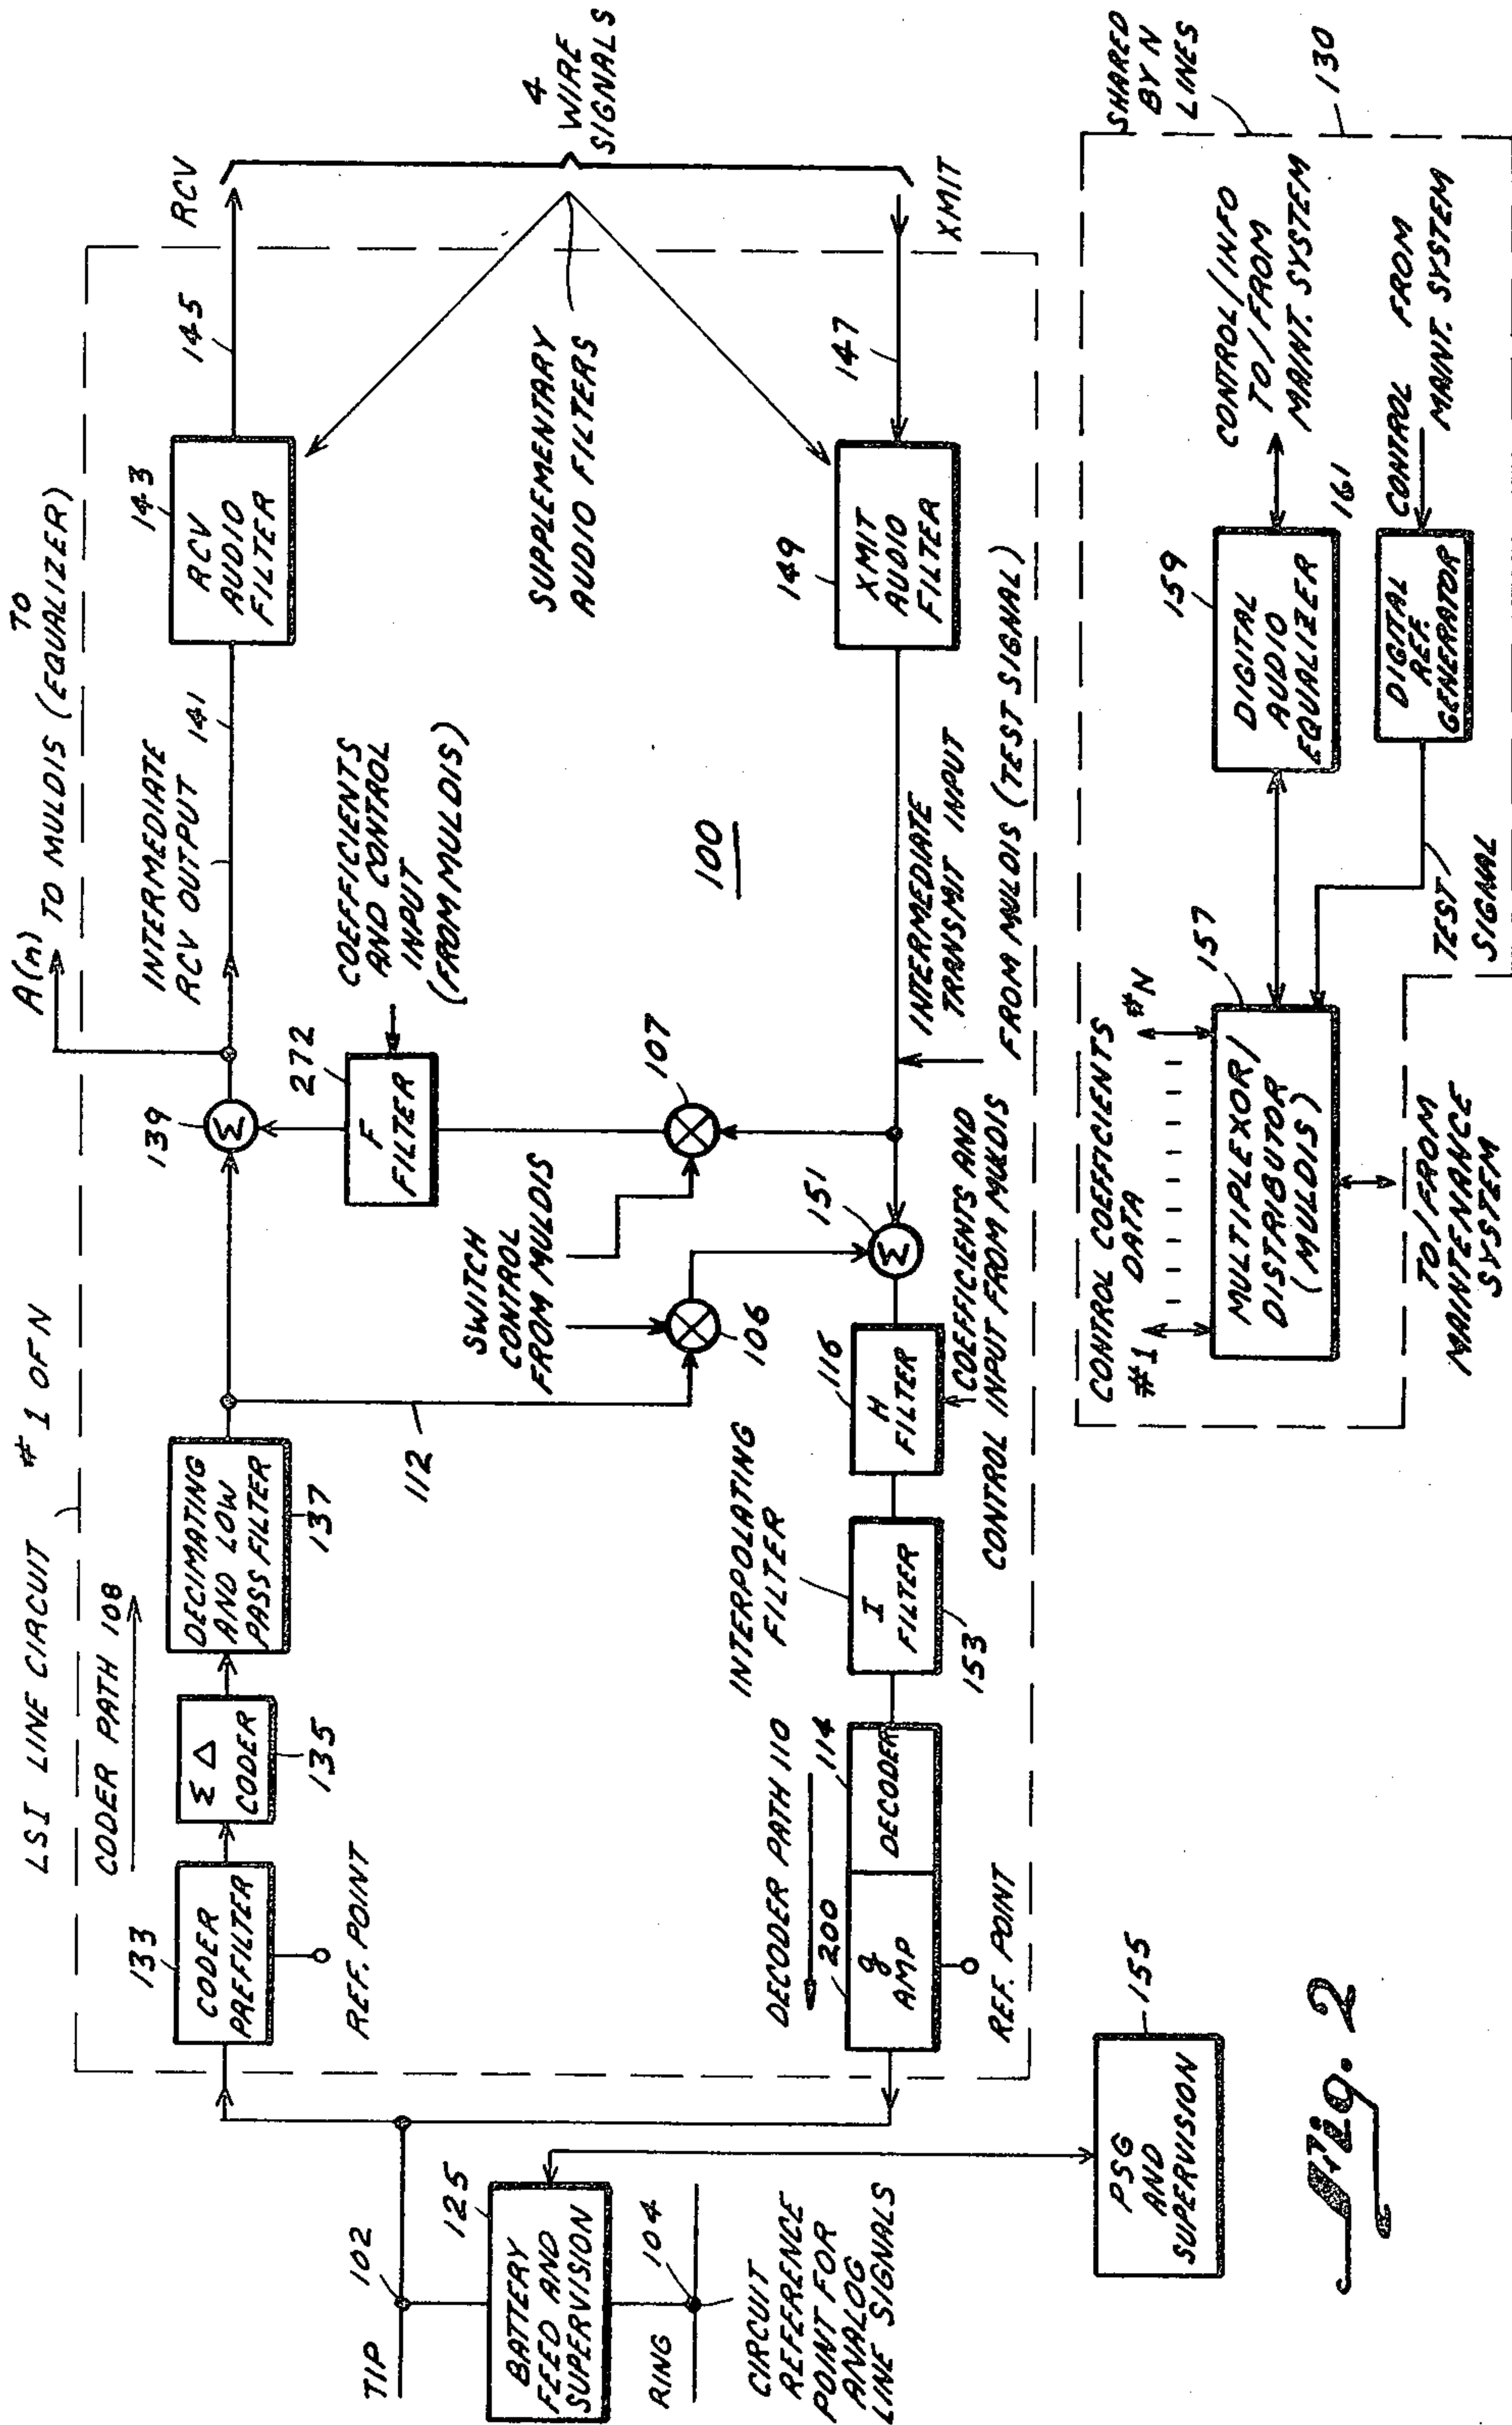 LSI LINE CIRCUIT # 1 OF N
CODER PATH 108
133
CODER
PREFILTER
REF. POINT
Σ Δ
CODER
135
DECIMATING
AND LOW
PASS FILTER
137
112
A(n)
TO
TO MULDIS (EQUALIZER)
139
Σ
INTERMEDIATE
RCV OUTPUT
141
143
RCV
AUDIO
FILTER
145
RCV
4
WIRE
SIGNALS
SUPPLEMENTARY
AUDIO FILTERS
272
F
FILTER
COEFFICIENTS
AND CONTROL
INPUT
(FROM MULDIS)
SWITCH
CONTROL
FROM MULDIS
106
107
100
TIP
102
125
BATTERY
FEED AND
SUPERVISION
RING
104
CIRCUIT
REFERENCE
POINT FOR
ANALOG
LINE SIGNALS
DECODER PATH 110
200
114
g
AMP
DECODER
REF. POINT
INTERPOLATING
FILTER
I
FILTER
153
116
H
FILTER
151
Σ
COEFFICIENTS AND
CONTROL INPUT FROM MULDIS
INTERMEDIATE
TRANSMIT INPUT
FROM MULDIS (TEST SIGNAL)
149
XMIT
AUDIO
FILTER
147
XMIT
PSG
AND
SUPERVISION
155
SHARED
BY N
LINES
130
CONTROL COEFFICIENTS
DATA
#1
#N
157
MULTIPLEXOR/
DISTRIBUTOR
(MULDIS)
TO/FROM
MAINTENANCE
SYSTEM
159
DIGITAL
AUDIO
EQUALIZER
CONTROL/INFO
TO/FROM
MAINT. SYSTEM
161
DIGITAL
REF.
GENERATOR
CONTROL FROM
MAINT. SYSTEM
TEST
SIGNAL
Fig. 2